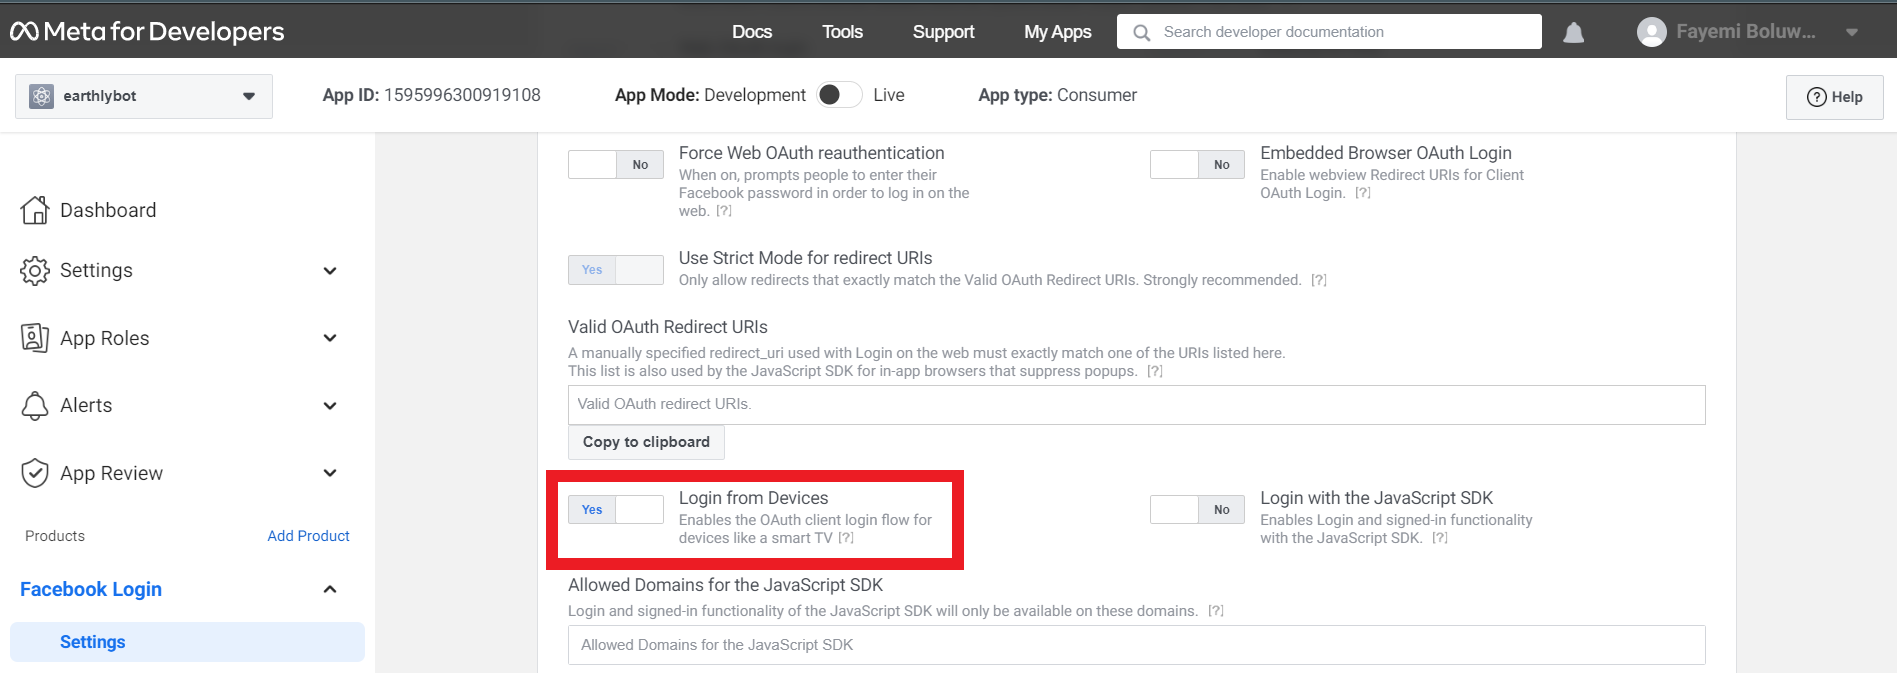 Meta for Developers
Docs
Tools
Support
My Apps
Search developer documentation
Fayemi Boluw...
earthlybot
App ID: 1595996300919108
App Mode: Development
Live
App type: Consumer
Help
Dashboard
Settings
App Roles
Alerts
App Review
Products
Add Product
Facebook Login
Settings
No
Force Web OAuth reauthentication
When on, prompts people to enter their
Facebook password in order to log in on the
web. [?]
No
Embedded Browser OAuth Login
Enable webview Redirect URIs for Client
OAuth Login. [?]
Yes
Use Strict Mode for redirect URIs
Only allow redirects that exactly match the Valid OAuth Redirect URIs. Strongly recommended. [?]
Valid OAuth Redirect URIs
A manually specified redirect_uri used with Login on the web must exactly match one of the URIs listed here.
This list is also used by the JavaScript SDK for in-app browsers that suppress popups. [?]
Valid OAuth redirect URIs.
Copy to clipboard
Yes
Login from Devices
Enables the OAuth client login flow for
devices like a smart TV [?]
No
Login with the JavaScript SDK
Enables Login and signed-in functionality
with the JavaScript SDK. [?]
Allowed Domains for the JavaScript SDK
Login and signed-in functionality of the JavaScript SDK will only be available on these domains. [?]
Allowed Domains for the JavaScript SDK